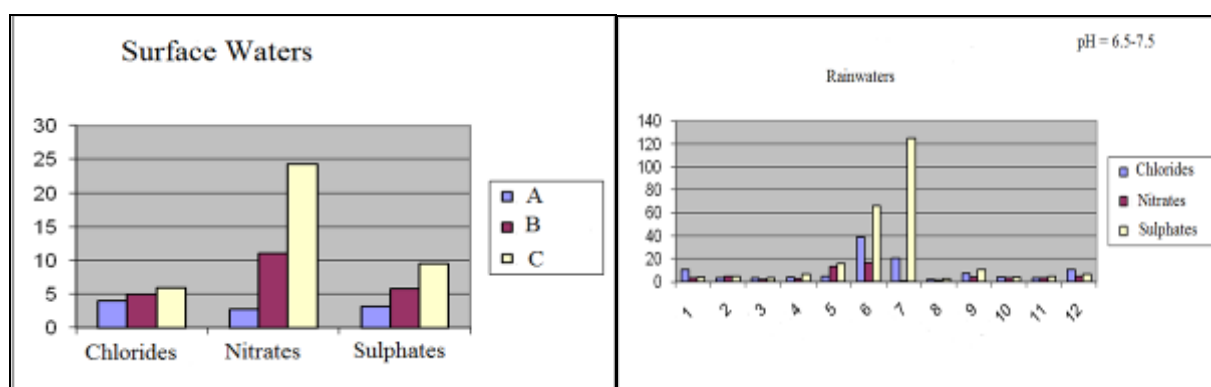 Surface Waters
30
25
20
15
10
5
0
Chlorides Nitrates Sulphates
A
B
C
pH = 6.5-7.5
Rainwaters
140
120
100
80
60
40
20
0
1 2 3 4 5 6 7 8 9 10 11 12
Chlorides
Nitrates
Sulphates